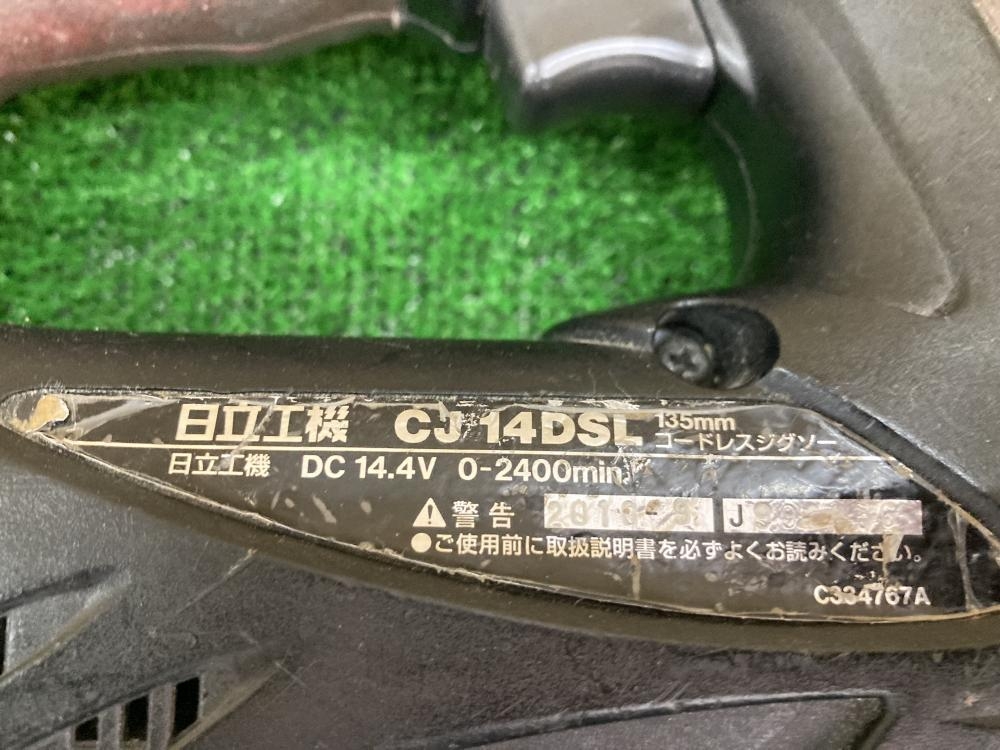 日立工機 CJ 14DSL 135mm
コードレスジグソー
日立工機 DC 14.4V 0-2400min
警告
●ご使用前に取扱説明書を必ずよくお読みください。
C334767A